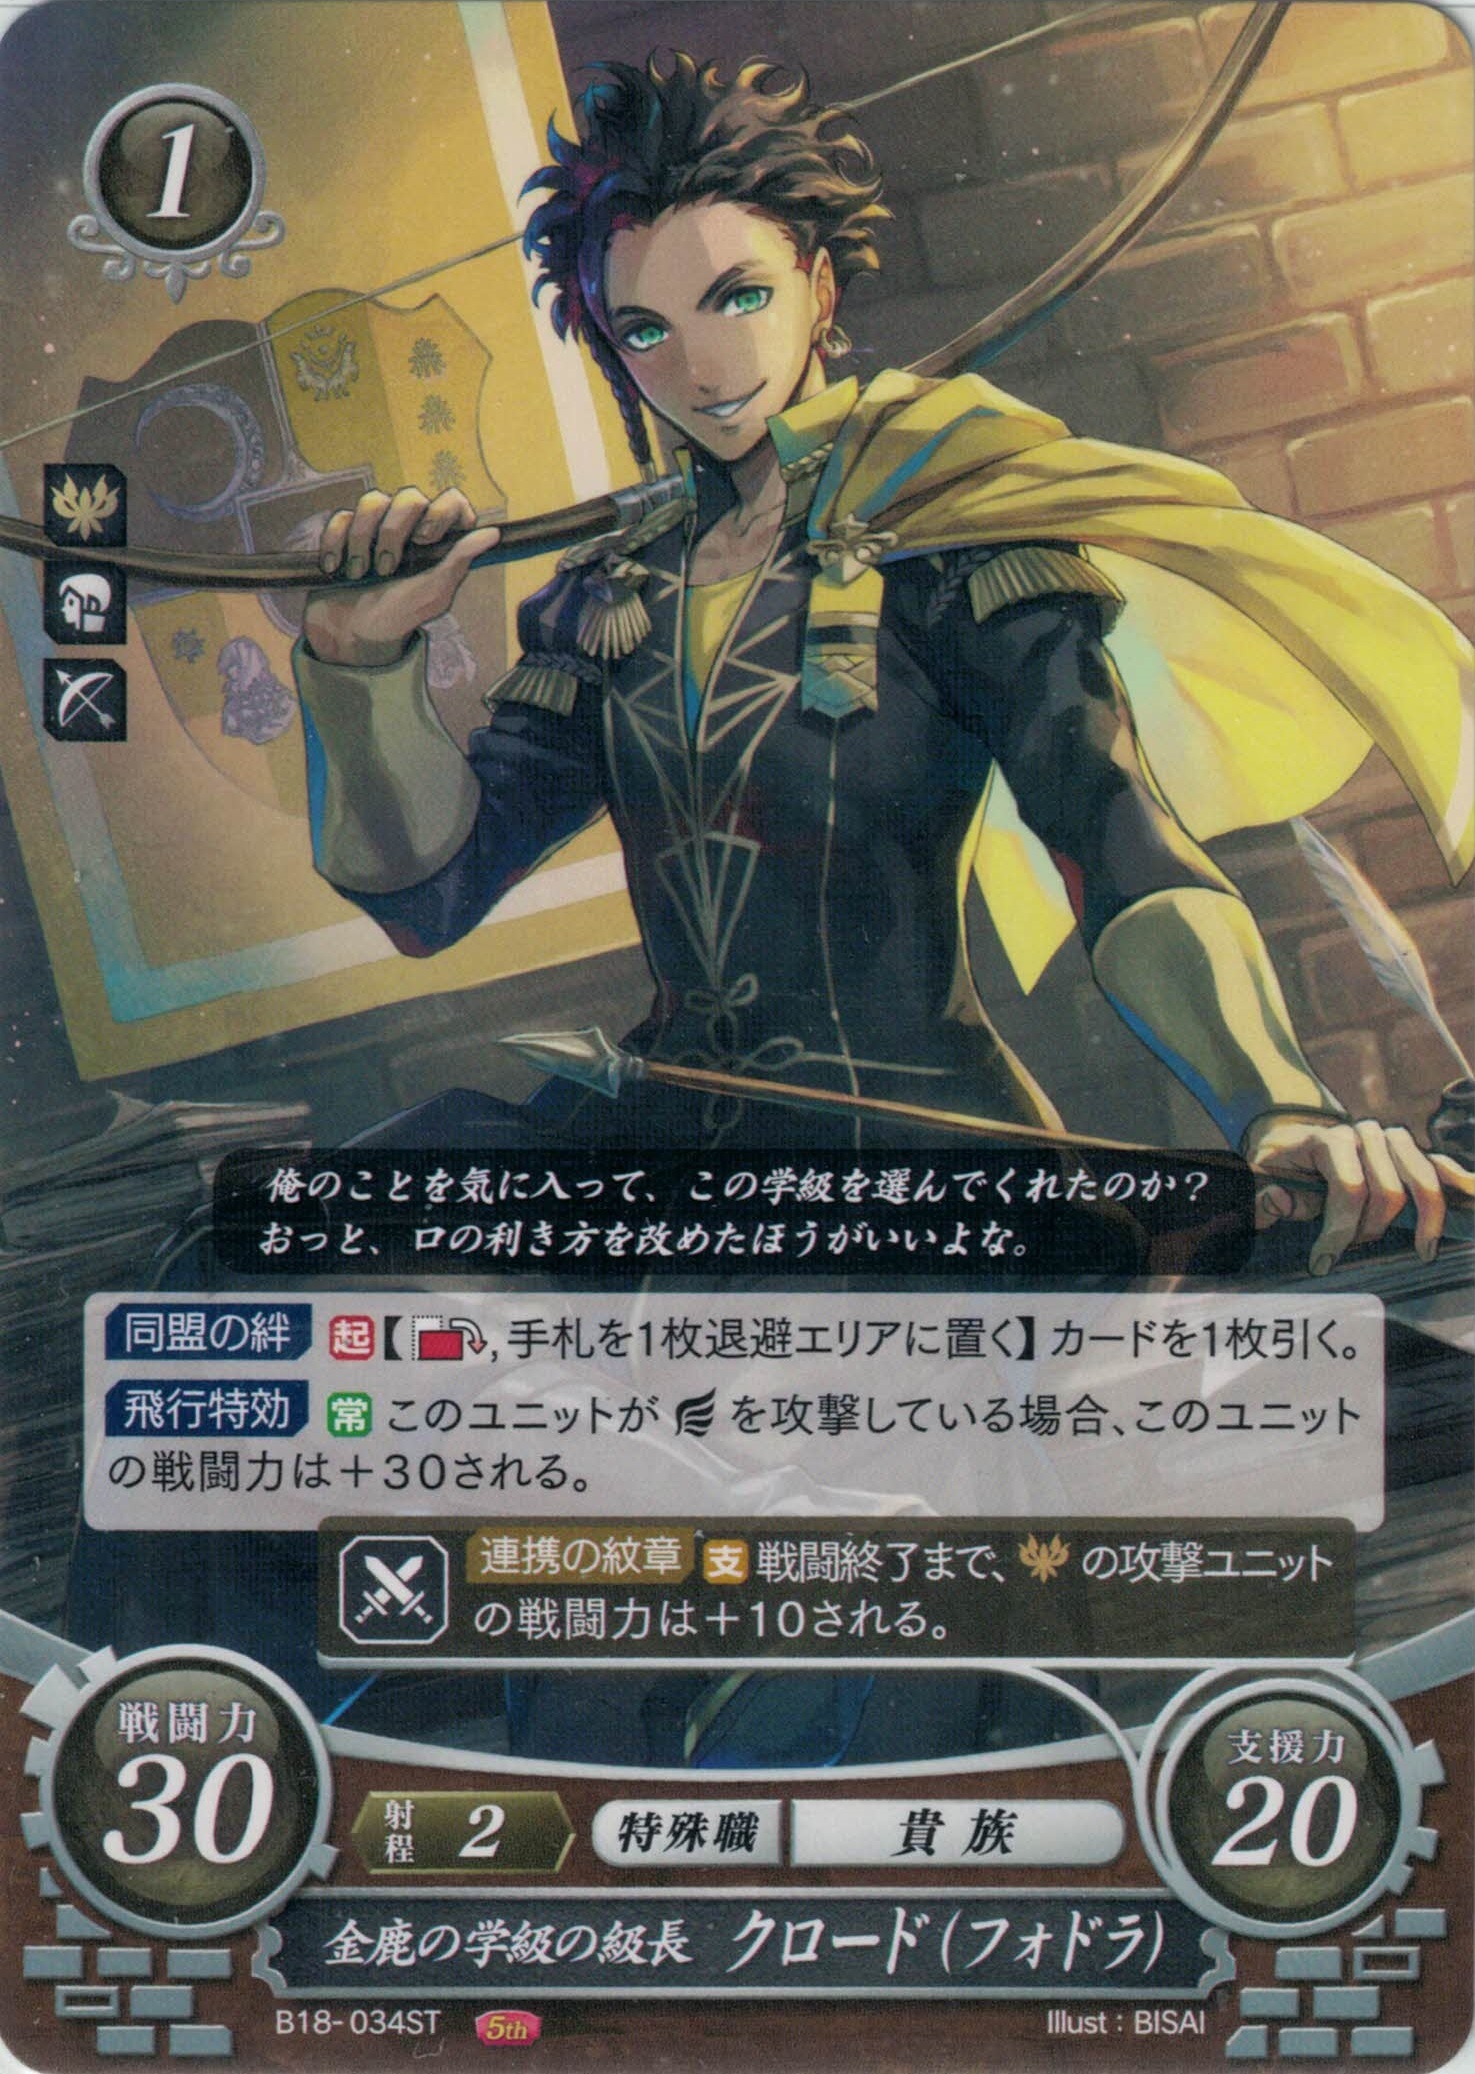 1
俺のことを気に入って、この学級を選んでくれたのか？
おっと、口の利き方を改めたほうがいいよな。
同盟の絆 起【 ,手札を1枚退避エリアに置く】カードを1枚引く。
飛行特効 常 このユニットが を攻撃している場合、このユニット
の戦闘力は＋30される。
連携の紋章 支 戦闘終了まで、 の攻撃ユニット
の戦闘力は＋10される。
戦闘力
30
射程 2
特殊職 貴族
支援力
20
金鹿の学級の級長 クロード(フォドラ)
B18-034ST 5th Illust : BISAI